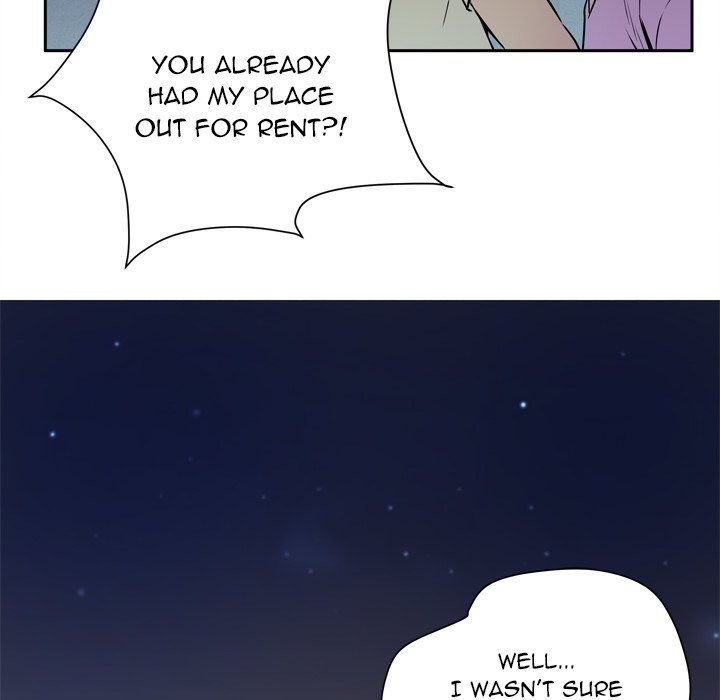 YOU ALREADY
HAD MY PLACE
OUT FOR RENT?!
WELL...
I WASN'T SURE